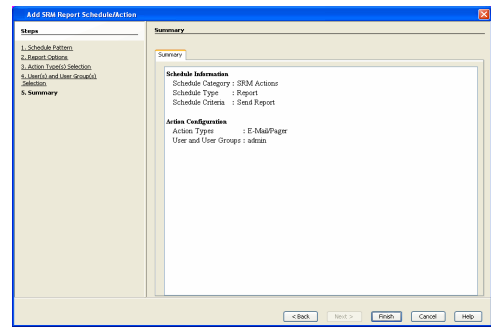 Add SRM Report Schedule/Action
Steps
1. Schedule Pattern
2. Report Options
3. Action Type(s) Selection
4. User(s) and User Group(s)
Selection
5. Summary
Summary
Summary
Schedule Information
Schedule Category : SRM Actions
Schedule Type : Report
Schedule Criteria : Send Report
Action Configuration
Action Types : E-Mail/Pager
User and User Groups : admin
< Back
Next >
Finish
Cancel
Help